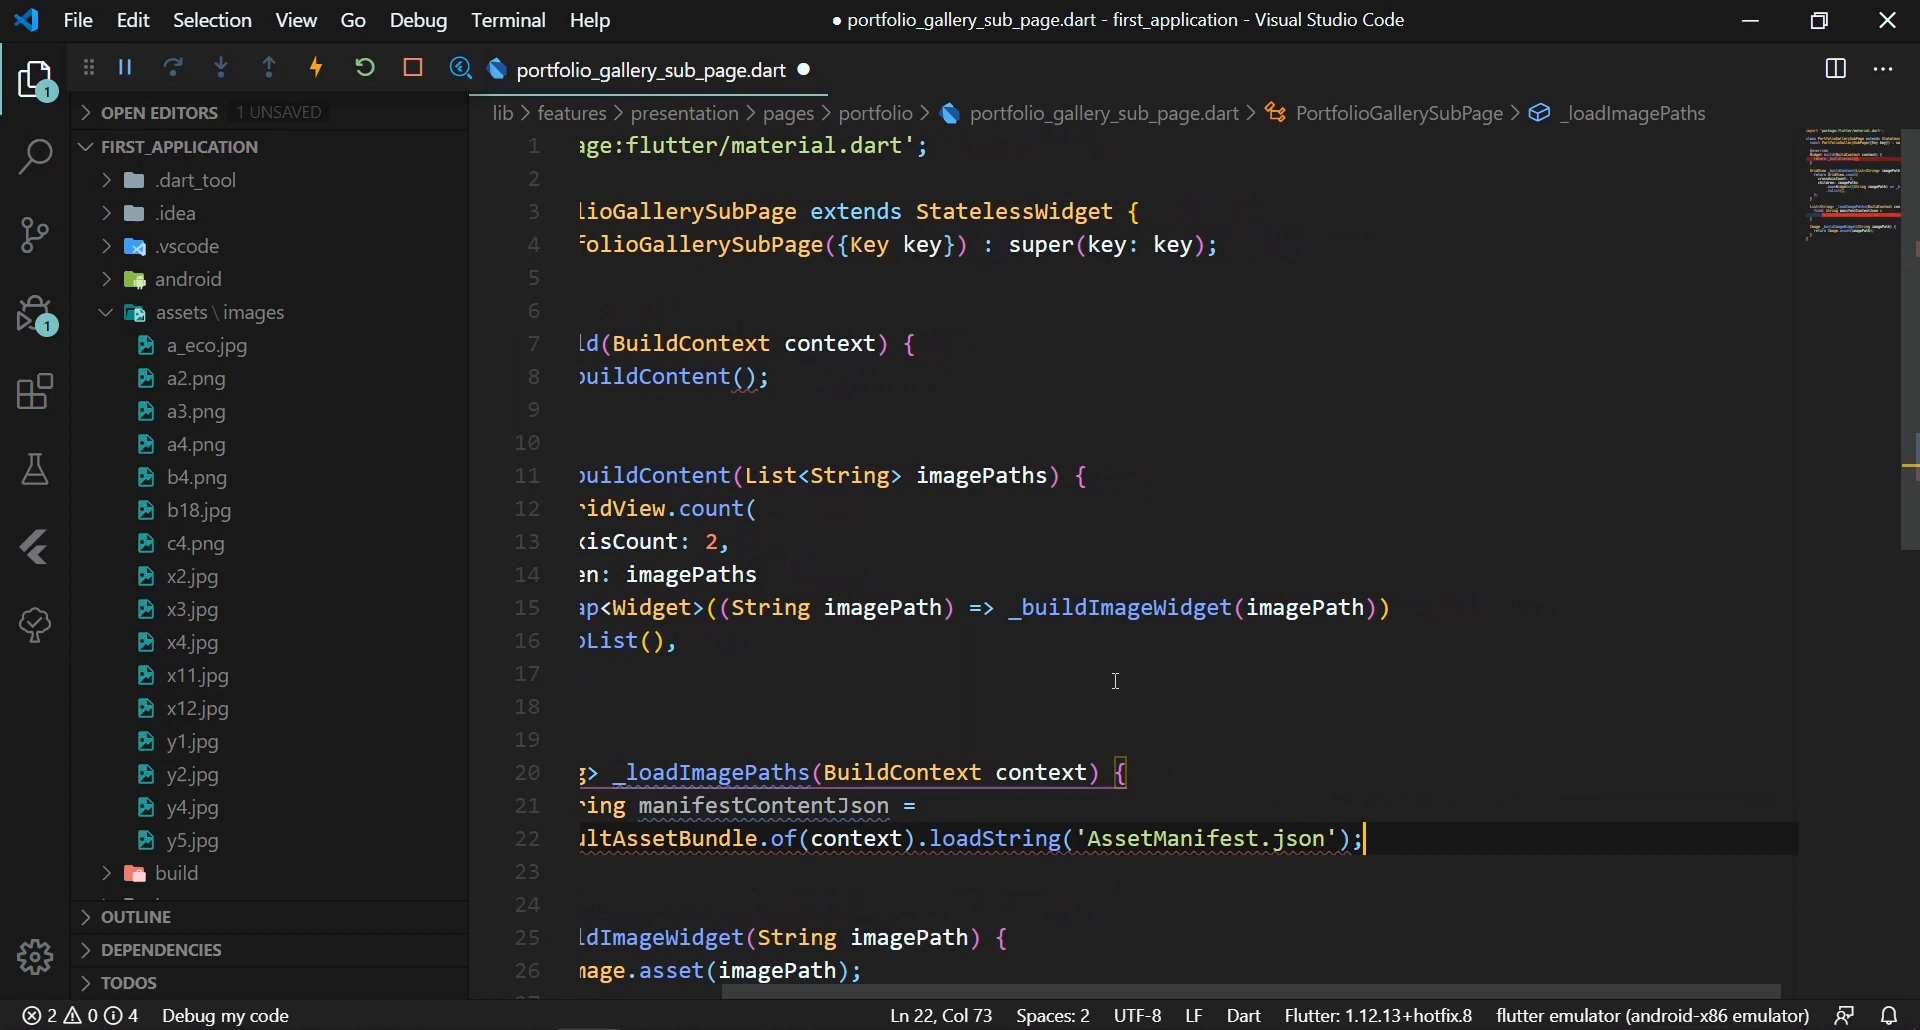 File Edit Selection View Go Debug Terminal Help
● portfolio_gallery_sub_page.dart - first_application - Visual Studio Code
portfolio_gallery_sub_page.dart ●
1
OPEN EDITORS 1 UNSAVED
lib > features > presentation > pages > portfolio > portfolio_gallery_sub_page.dart > PortfolioGallerySubPage > _loadImagePaths
FIRST_APPLICATION
.dart_tool
.idea
.vscode
android
assets \ images
1
a_eco.jpg
a2.png
a3.png
a4.png
b4.png
b18.jpg
c4.png
x2.jpg
x3.jpg
x4.jpg
x11.jpg
x12.jpg
y1.jpg
y2.jpg
y4.jpg
y5.jpg
build
OUTLINE
DEPENDENCIES
TODOS
1 age:flutter/material.dart';
2
3 lioGallerySubPage extends StatelessWidget {
4 FolioGallerySubPage({Key key}) : super(key: key);
5
6
7 ld(BuildContext context) {
8 buildContent();
9
10
11 buildContent(List<String> imagePaths) {
12 ridView.count(
13 xisCount: 2,
14 en: imagePaths
15 ap<Widget>((String imagePath) => _buildImageWidget(imagePath))
16 oList(),
17
18
19
20 g> _loadImagePaths(BuildContext context) {
21 ring manifestContentJson =
22 ultAssetBundle.of(context).loadString('AssetManifest.json');
23
24
25 ldImageWidget(String imagePath) {
26 mage.asset(imagePath);
2 0 4 Debug my code
Ln 22, Col 73 Spaces: 2 UTF-8 LF Dart Flutter: 1.12.13+hotfix.8 flutter emulator (android-x86 emulator)